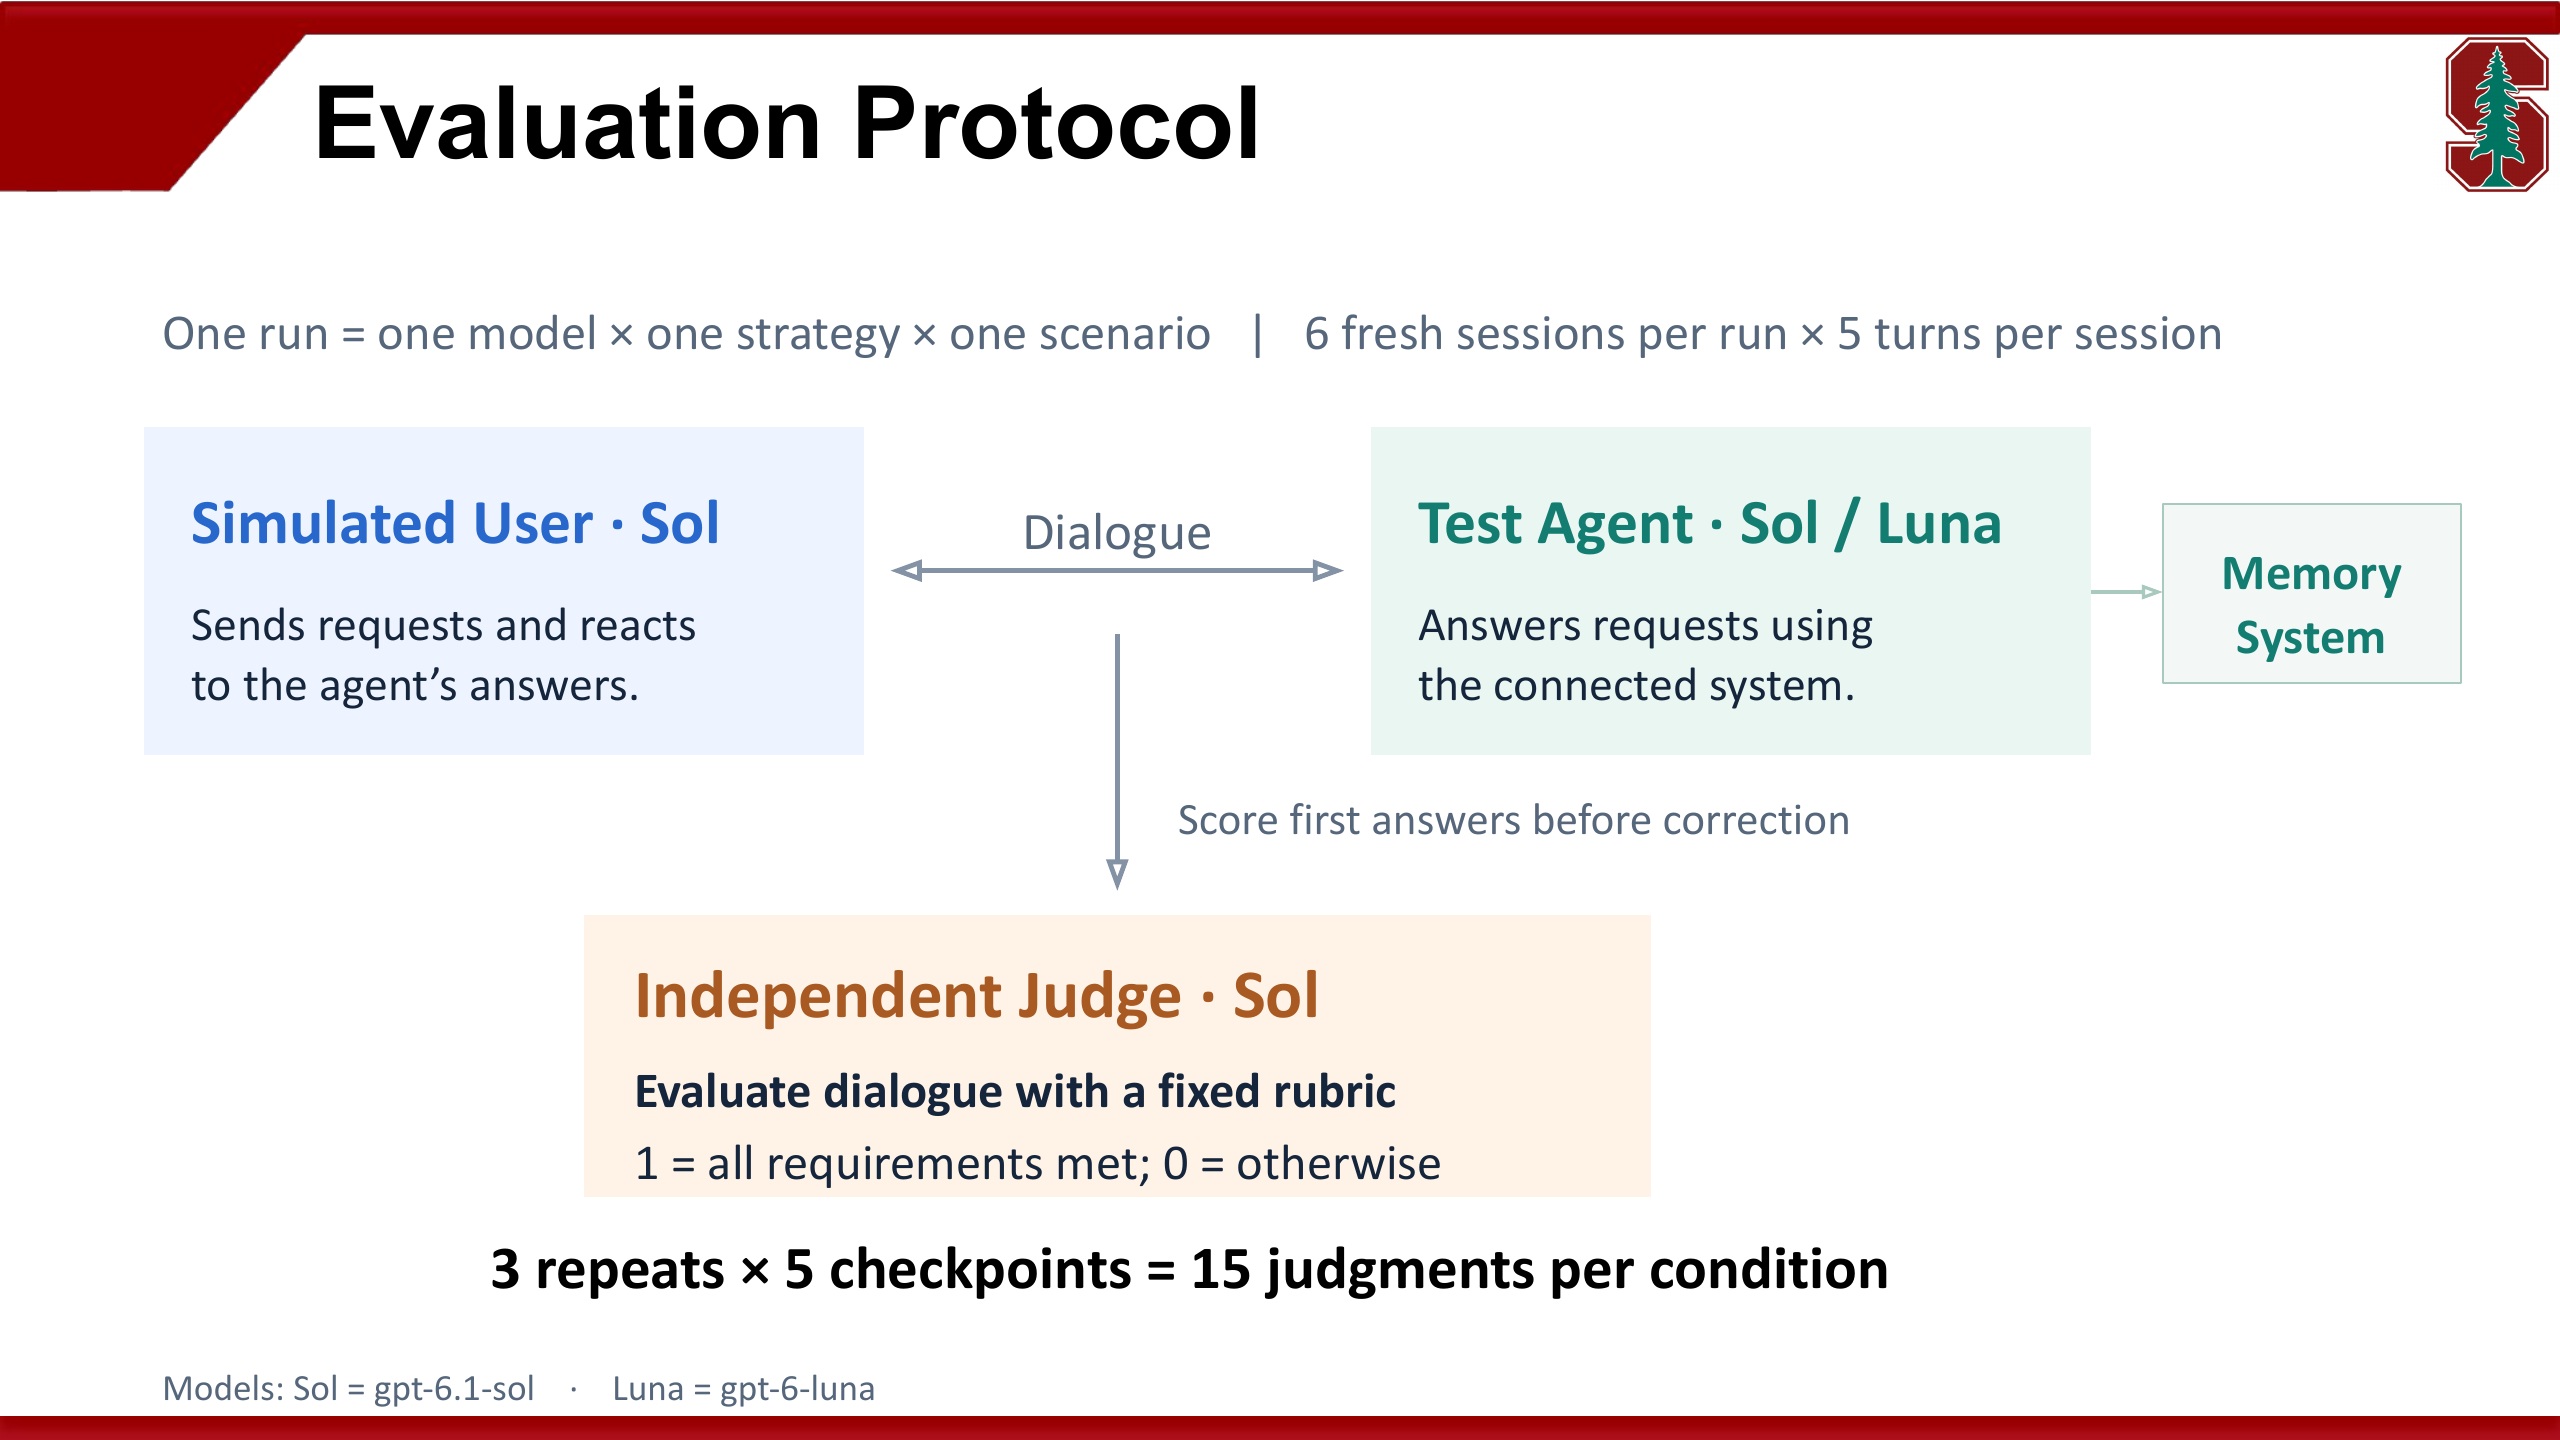 Evaluation Protocol
One run = one model × one strategy × one scenario | 6 fresh sessions per run × 5 turns per session
Simulated User · Sol
Sends requests and reacts
to the agent’s answers.
Dialogue
Test Agent · Sol / Luna
Answers requests using
the connected system.
Memory
System
Score first answers before correction
Independent Judge · Sol
Evaluate dialogue with a fixed rubric
1 = all requirements met; 0 = otherwise
3 repeats × 5 checkpoints = 15 judgments per condition
Models: Sol = gpt-6.1-sol · Luna = gpt-6-luna